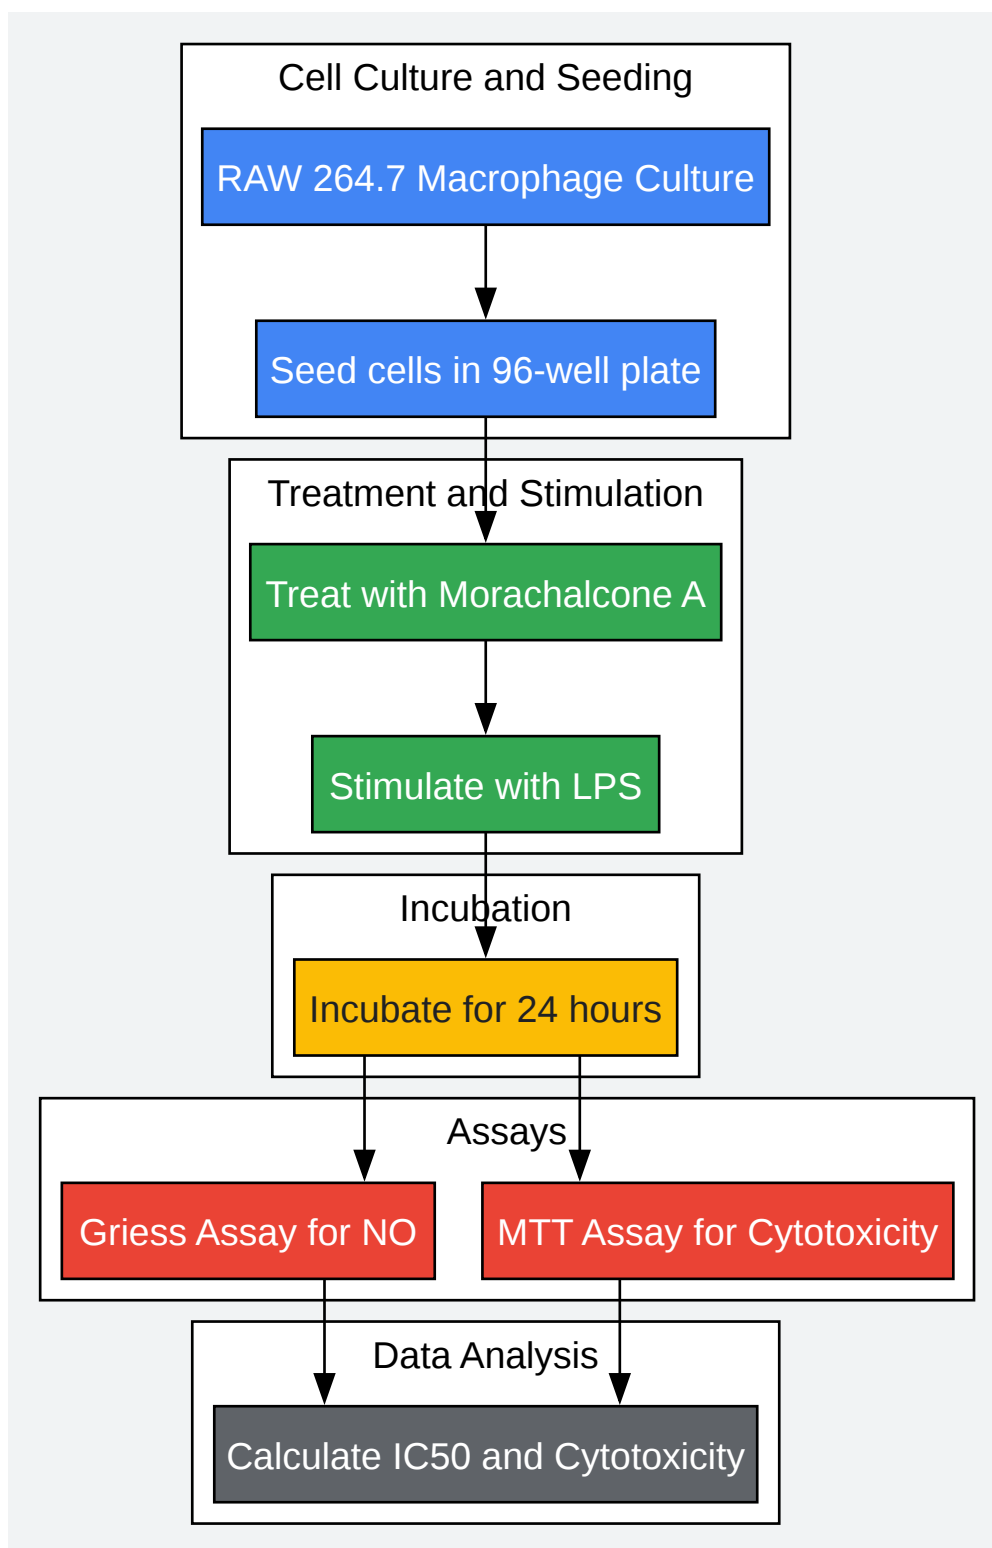 Cell Culture and Seeding
RAW 264.7 Macrophage Culture
Seed cells in 96-well plate
Treatment and Stimulation
Treat with Morachalcone A
Stimulate with LPS
Incubation
Incubate for 24 hours
Assays
Griess Assay for NO
MTT Assay for Cytotoxicity
Data Analysis
Calculate IC50 and Cytotoxicity